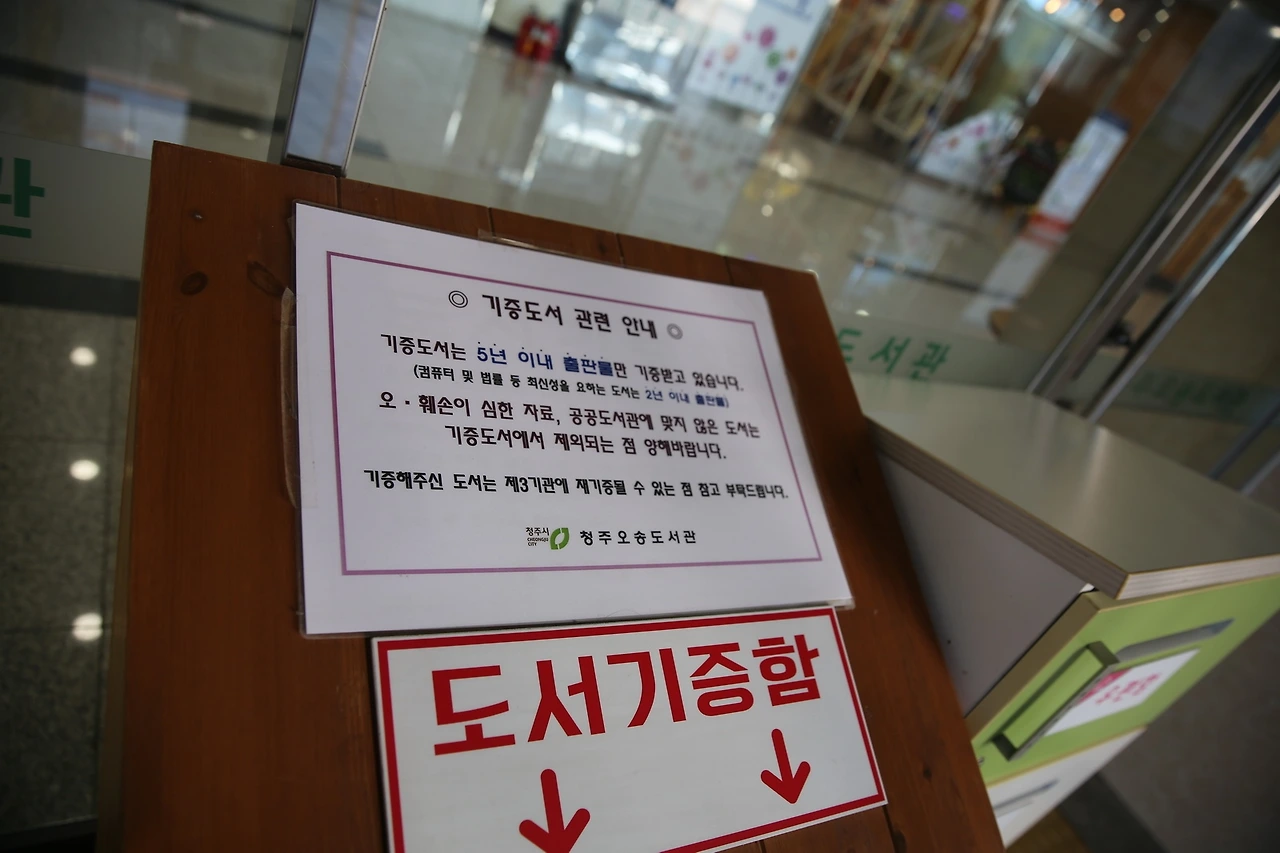 관
◎ 기증도서 관련 안내 ◎
기증도서는 5년 이내 출판물만 기증받고 있습니다.
(컴퓨터 및 법률 등 최신성을 요하는 도서는 2년 이내 출판물)
오·훼손이 심한 자료, 공공도서관에 맞지 않은 도서는
기증도서에서 제외되는 점 양해바랍니다.
기증해주신 도서는 제3기관에 재기증될 수 있는 점 참고 부탁드립니다.
청주시
CHEONGJU
CITY
청주오송도서관
도서관
도서기증함